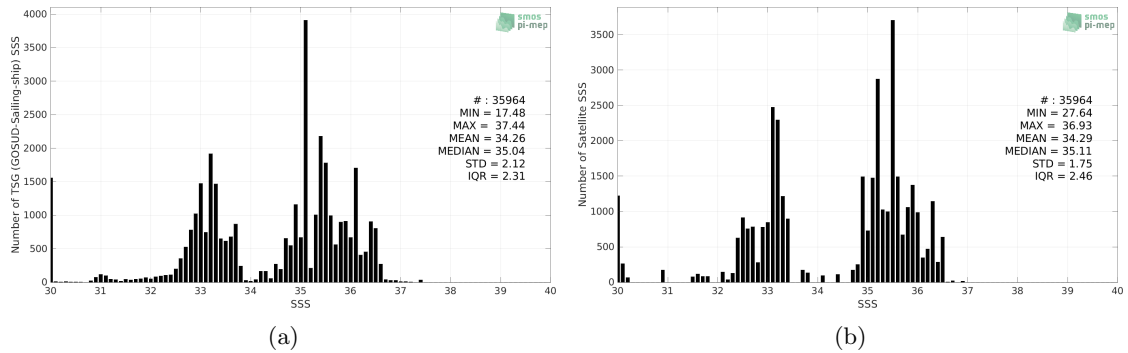 smos
pi-mep
4000
3500
3000
2500
2000
1500
1000
500
0
Number of TSG (GOSUD-Sailing-ship) SSS
# : 35964
MIN = 17.48
MAX = 37.44
MEAN = 34.26
MEDIAN = 35.04
STD = 2.12
IQR = 2.31
30 31 32 33 34 35 36 37 38 39 40
SSS
(a)
smos
pi-mep
3500
3000
2500
2000
1500
1000
500
0
Number of Satellite SSS
# : 35964
MIN = 27.64
MAX = 36.93
MEAN = 34.29
MEDIAN = 35.11
STD = 1.75
IQR = 2.46
30 31 32 33 34 35 36 37 38 39 40
SSS
(b)